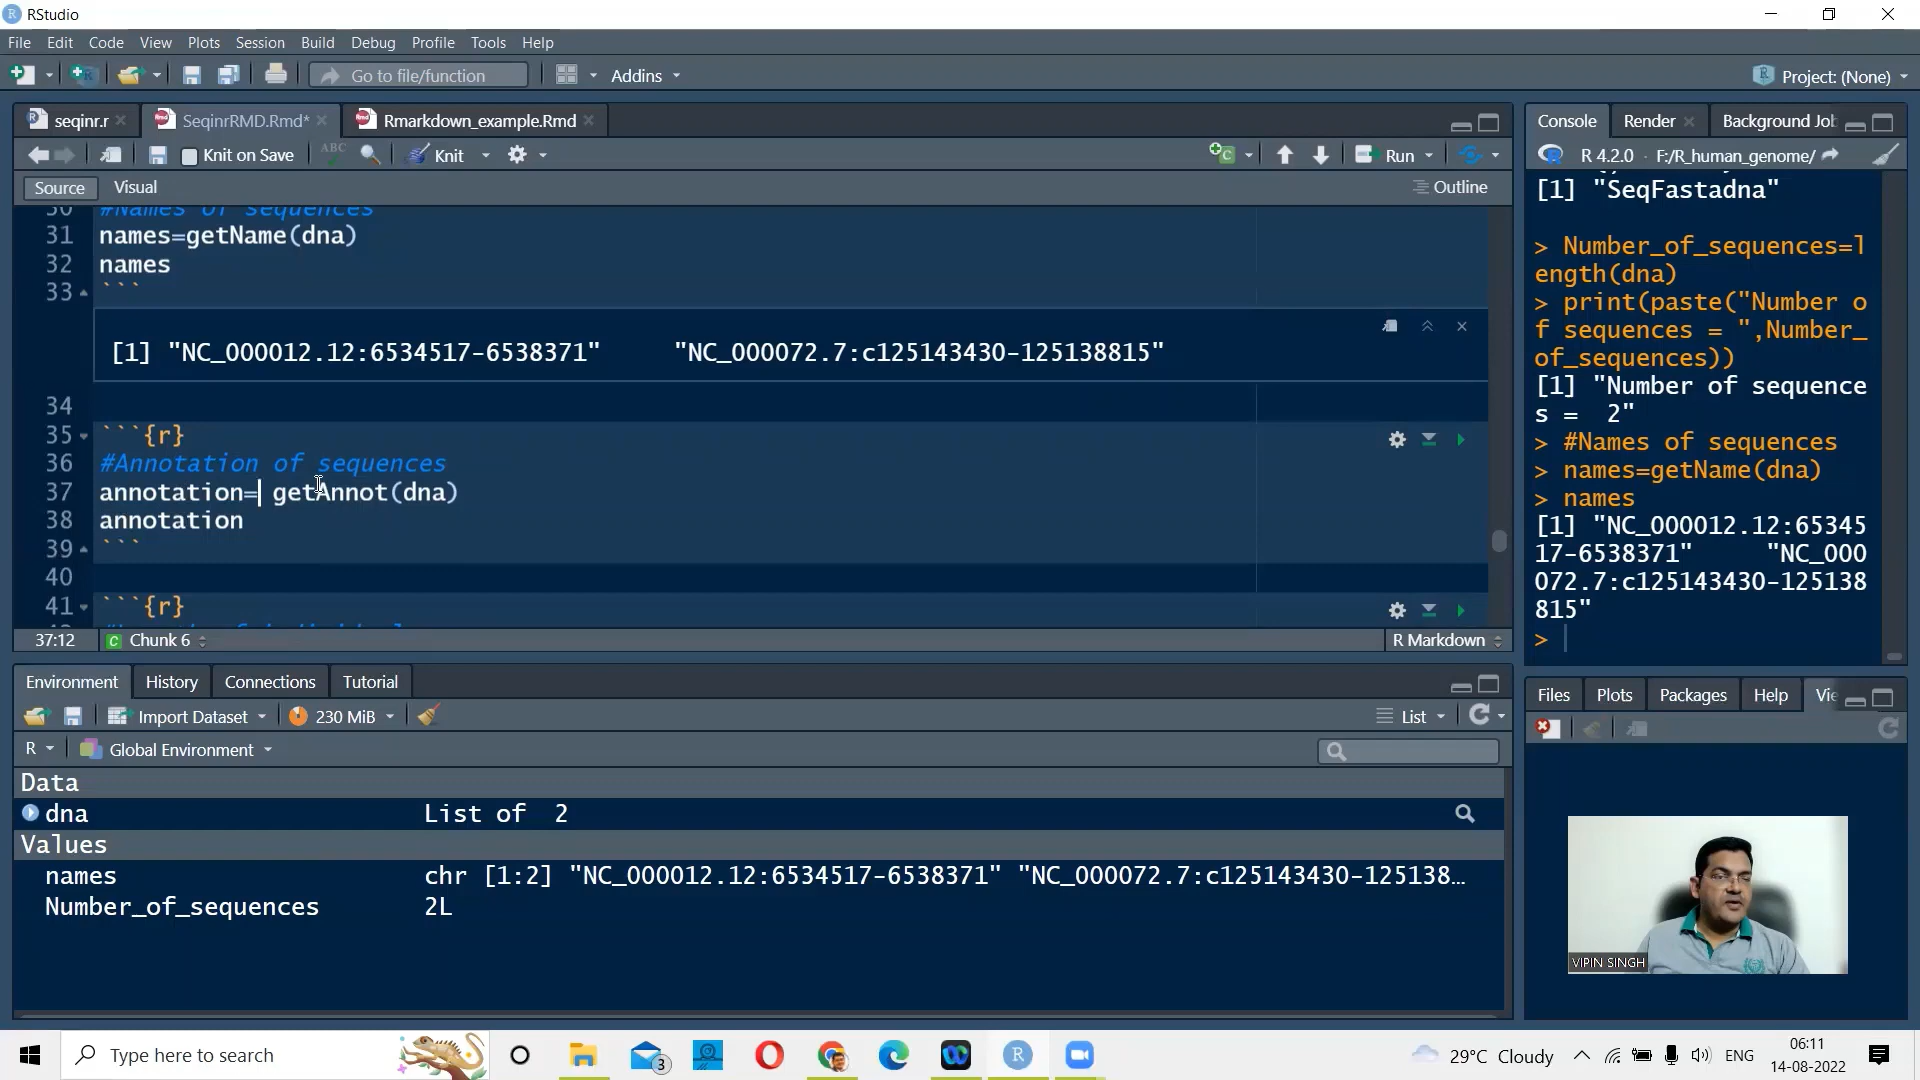 RStudio
File Edit Code View Plots Session Build Debug Profile Tools Help
Go to file/function Addins Project: (None)
seqinr.r SeqinrRMD.Rmd* Rmarkdown_example.Rmd
Knit on Save ABC Knit Run
Source Visual Outline
30 #Names of sequences
31 names=getName(dna)
32 names
33 ```
[1] "NC_000012.12:6534517-6538371" "NC_000072.7:c125143430-125138815"
34
35 ```{r}
36 #Annotation of sequences
37 annotation= getAnnot(dna)
38 annotation
39 ```
40
41 ```{r}
37:12 Chunk 6 R Markdown
Environment History Connections Tutorial
Import Dataset 230 MiB List
R Global Environment
Data
dna List of 2
Values
names chr [1:2] "NC_000012.12:6534517-6538371" "NC_000072.7:c125143430-125138...
Number_of_sequences 2L
Console Render Background Job
R 4.2.0 · F:/R_human_genome/
[1] "SeqFastadna"
> Number_of_sequences=l
ength(dna)
> print(paste("Number o
f sequences = ",Number_
of_sequences))
[1] "Number of sequence
s =  2"
> #Names of sequences
> names=getName(dna)
> names
[1] "NC_000012.12:65345
17-6538371" "NC_000
072.7:c125143430-125138
815"
>
Files Plots Packages Help Vie
VIPIN SINGH
Type here to search 3 29°C Cloudy ENG 06:11
14-08-2022